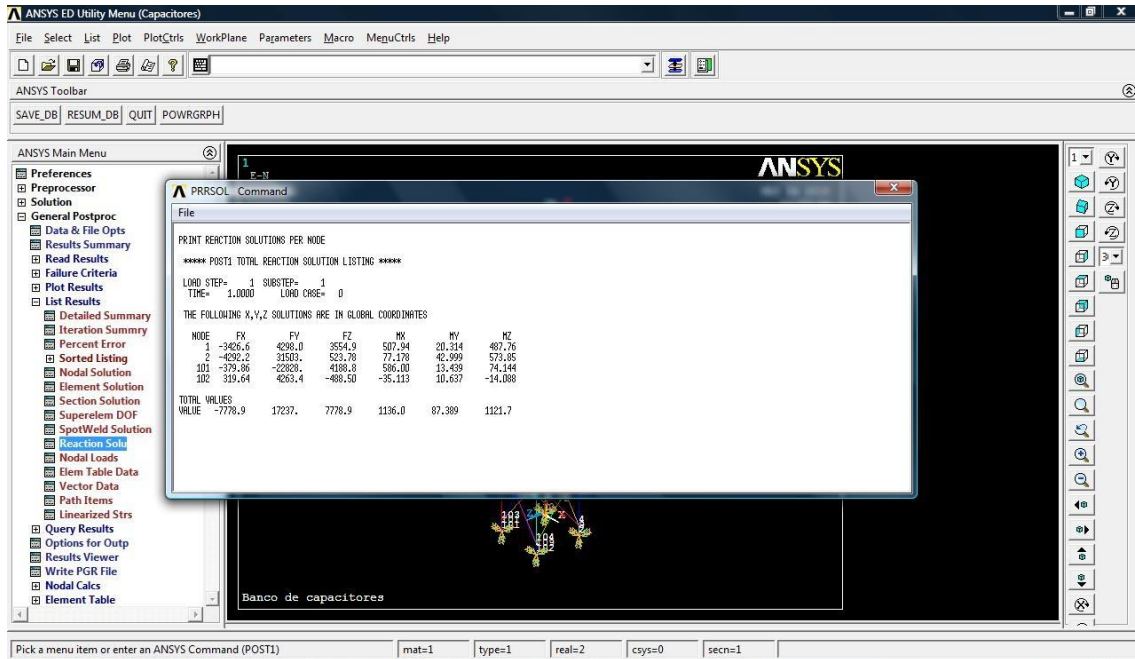 ANSYS ED Utility Menu (Capacitores)
File Select List Plot PlotCtrls WorkPlane Parameters Macro MenuCtrls Help
ANSYS Toolbar
SAVE_DB RESUM_DB QUIT POWRGRPH
ANSYS Main Menu
Preferences
Preprocessor
Solution
General Postproc
Data & File Opts
Results Summary
Read Results
Failure Criteria
Plot Results
List Results
Detailed Summary
Iteration Summry
Percent Error
Sorted Listing
Nodal Solution
Element Solution
Section Solution
Superelem DOF
SpotWeld Solution
Reaction Solu
Nodal Loads
Elem Table Data
Vector Data
Path Items
Linearized Strs
Query Results
Options for Outp
Results Viewer
Write PGR File
Nodal Calcs
Element Table
1
E-N
ANSYS
PRRSOL Command
File
PRINT REACTION SOLUTIONS PER NODE
***** POST1 TOTAL REACTION SOLUTION LISTING *****
LOAD STEP= 1 SUBSTEP= 1
TIME= 1.0000 LOAD CASE= 0
THE FOLLOWING X,Y,Z SOLUTIONS ARE IN GLOBAL COORDINATES
NODE FX FY FZ MX MY MZ
1 -3426.6 4298.0 3554.9 507.94 20.314 487.76
2 -4292.2 31503. 523.78 77.178 42.999 573.85
101 -379.86 -22828. 4188.8 586.00 13.439 74.144
102 319.64 4263.4 -488.50 -35.113 10.637 -14.088
TOTAL VALUES
VALUE -7778.9 17237. 7778.9 1136.0 87.389 1121.7
103
Z
X
104
Banco de capacitores
1
3
Pick a menu item or enter an ANSYS Command (POST1)
mat=1
type=1
real=2
csys=0
secn=1